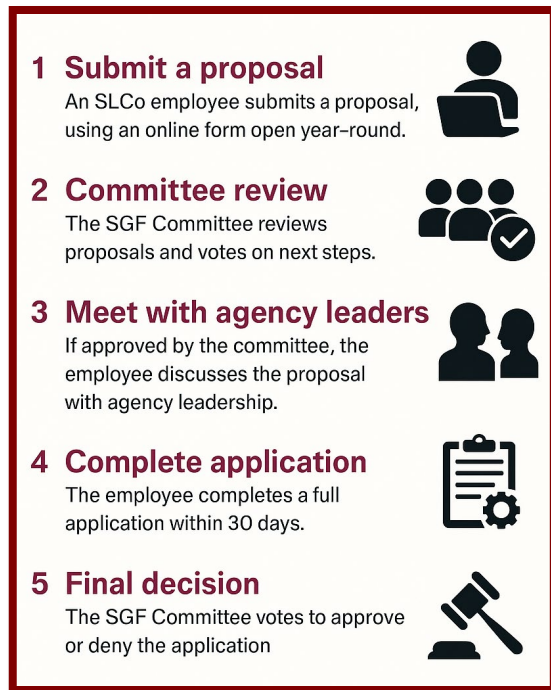 1 Submit a proposal
An SLCo employee submits a proposal,
using an online form open year–round.
2 Committee review
The SGF Committee reviews
proposals and votes on next steps.
3 Meet with agency leaders
If approved by the committee, the
employee discusses the proposal
with agency leadership.
4 Complete application
The employee completes a full
application within 30 days.
5 Final decision
The SGF Committee votes to approve
or deny the application